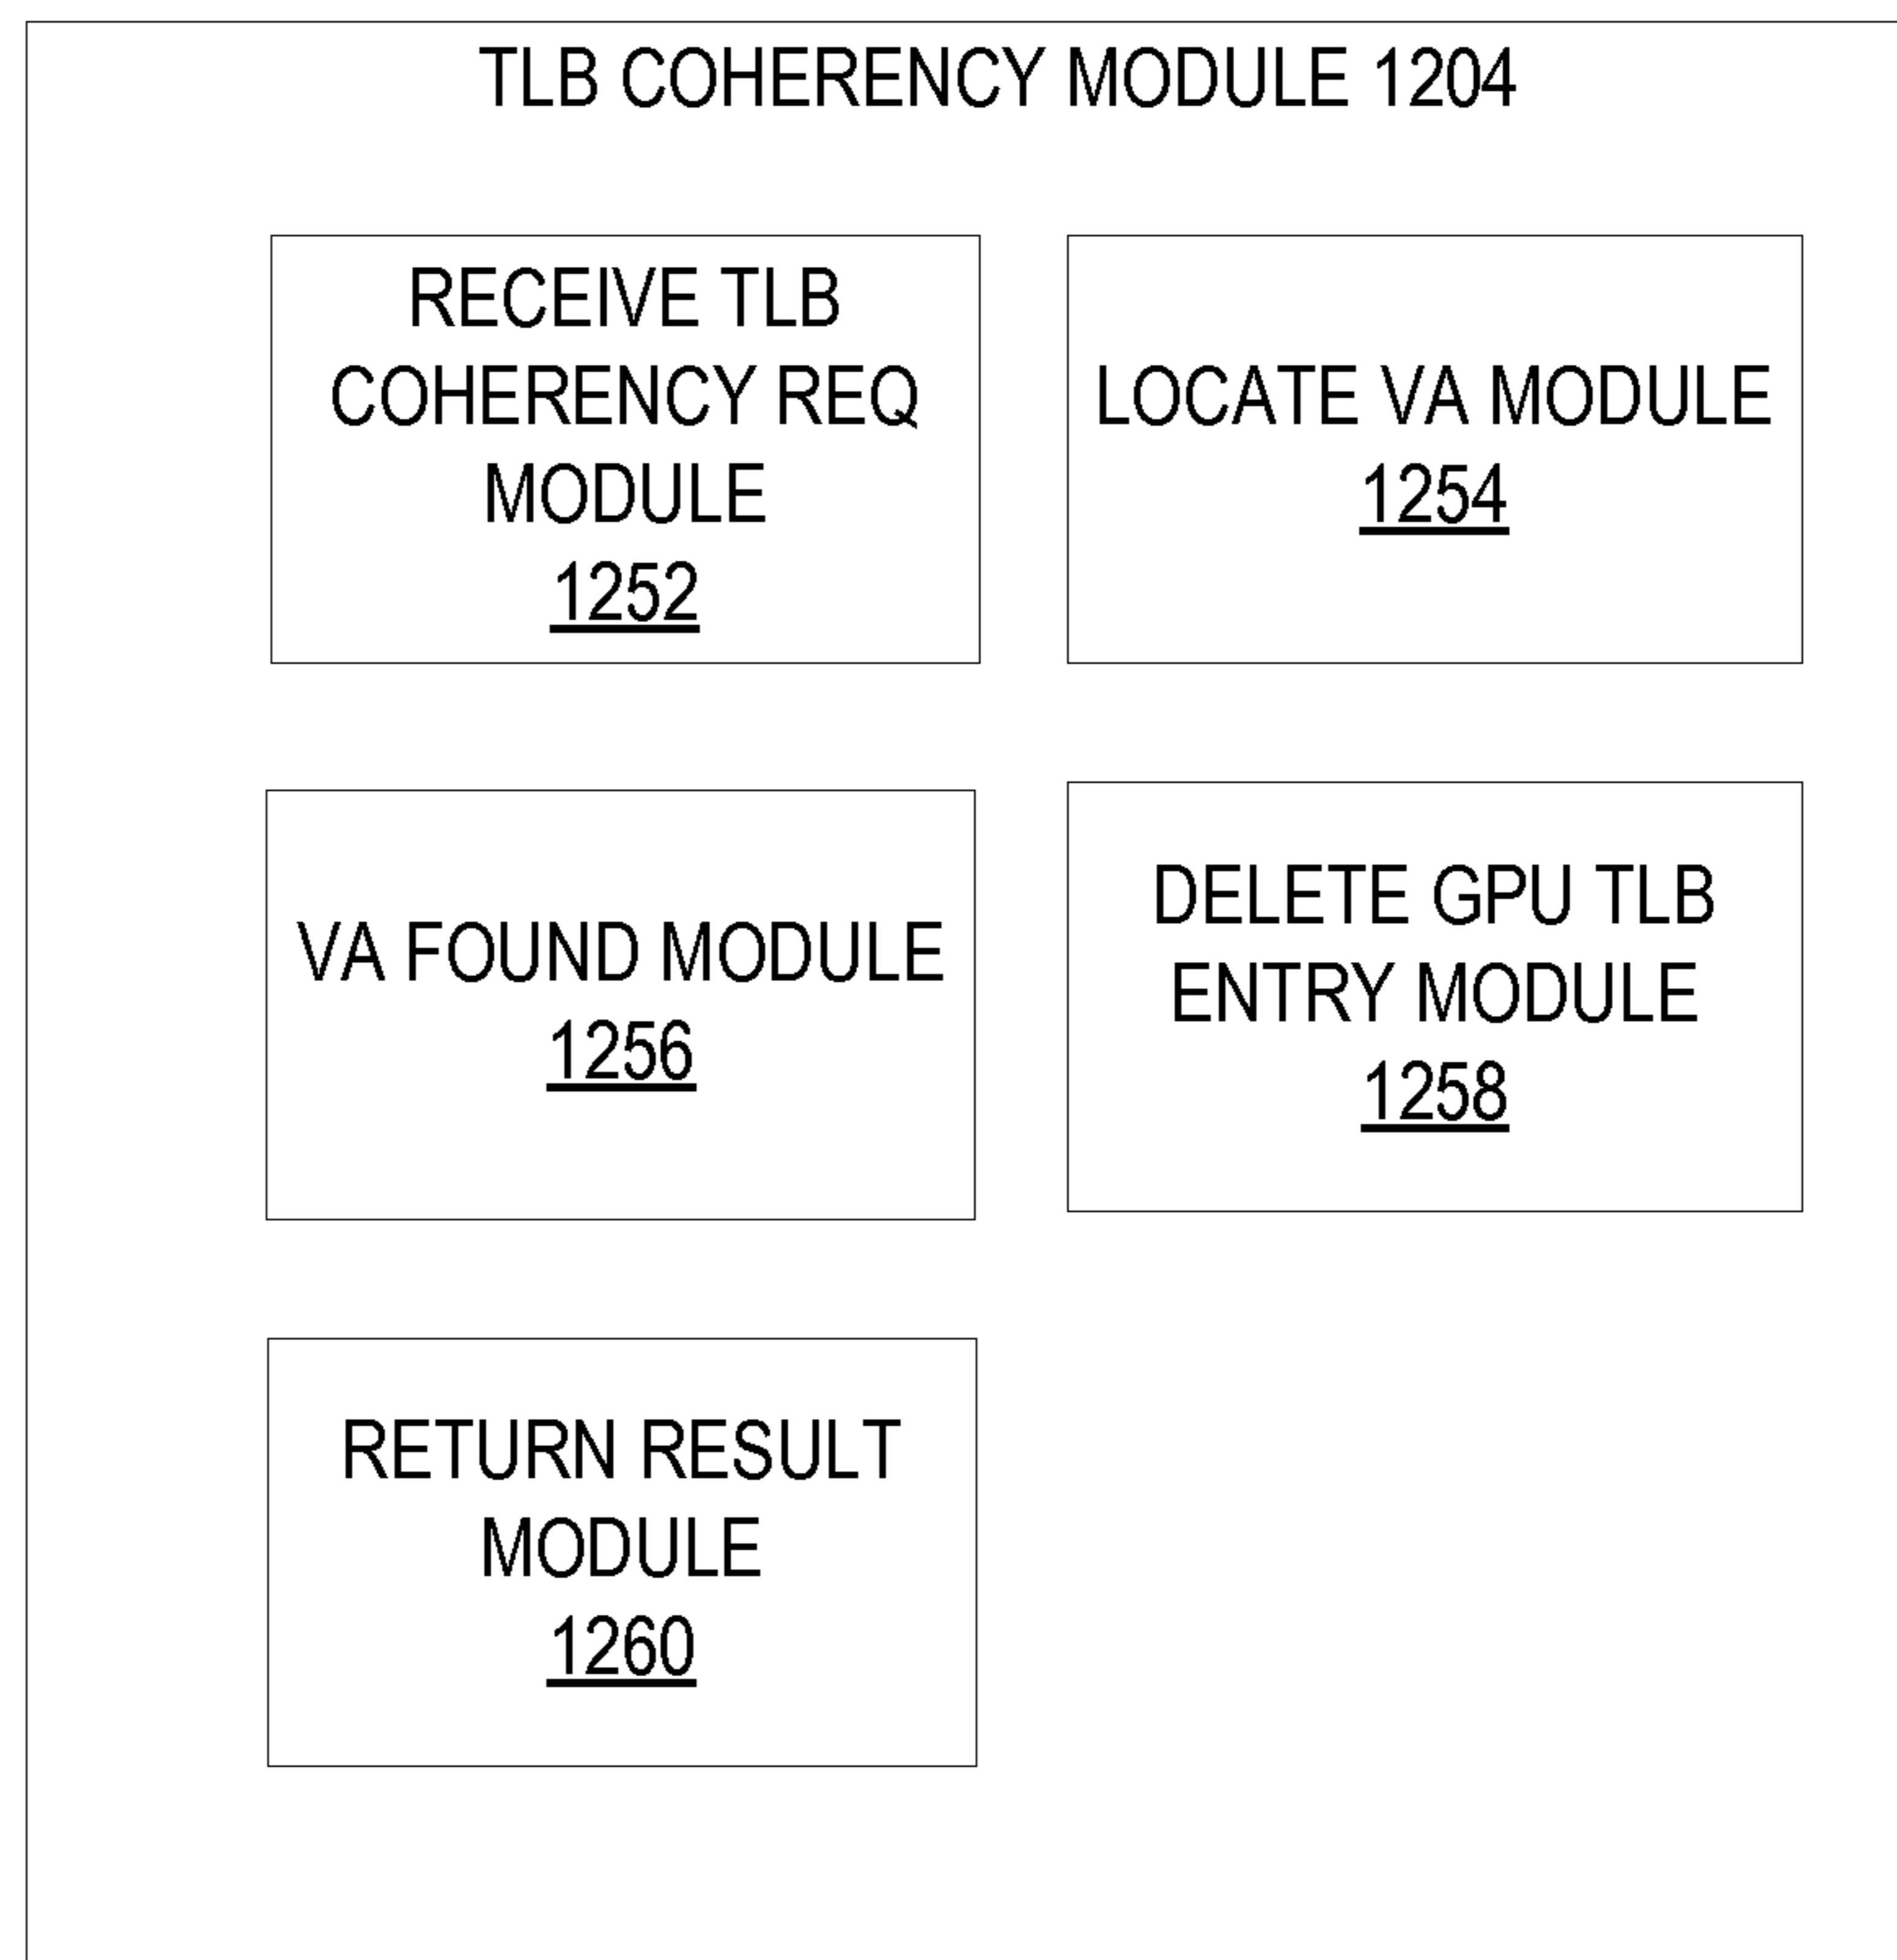 TLB COHERENCY MODULE 1204
RECEIVE TLB
COHERENCY REQ
MODULE
1252
LOCATE VA MODULE
1254
VA FOUND MODULE
1256
DELETE GPU TLB
ENTRY MODULE
1258
RETURN RESULT
MODULE
1260